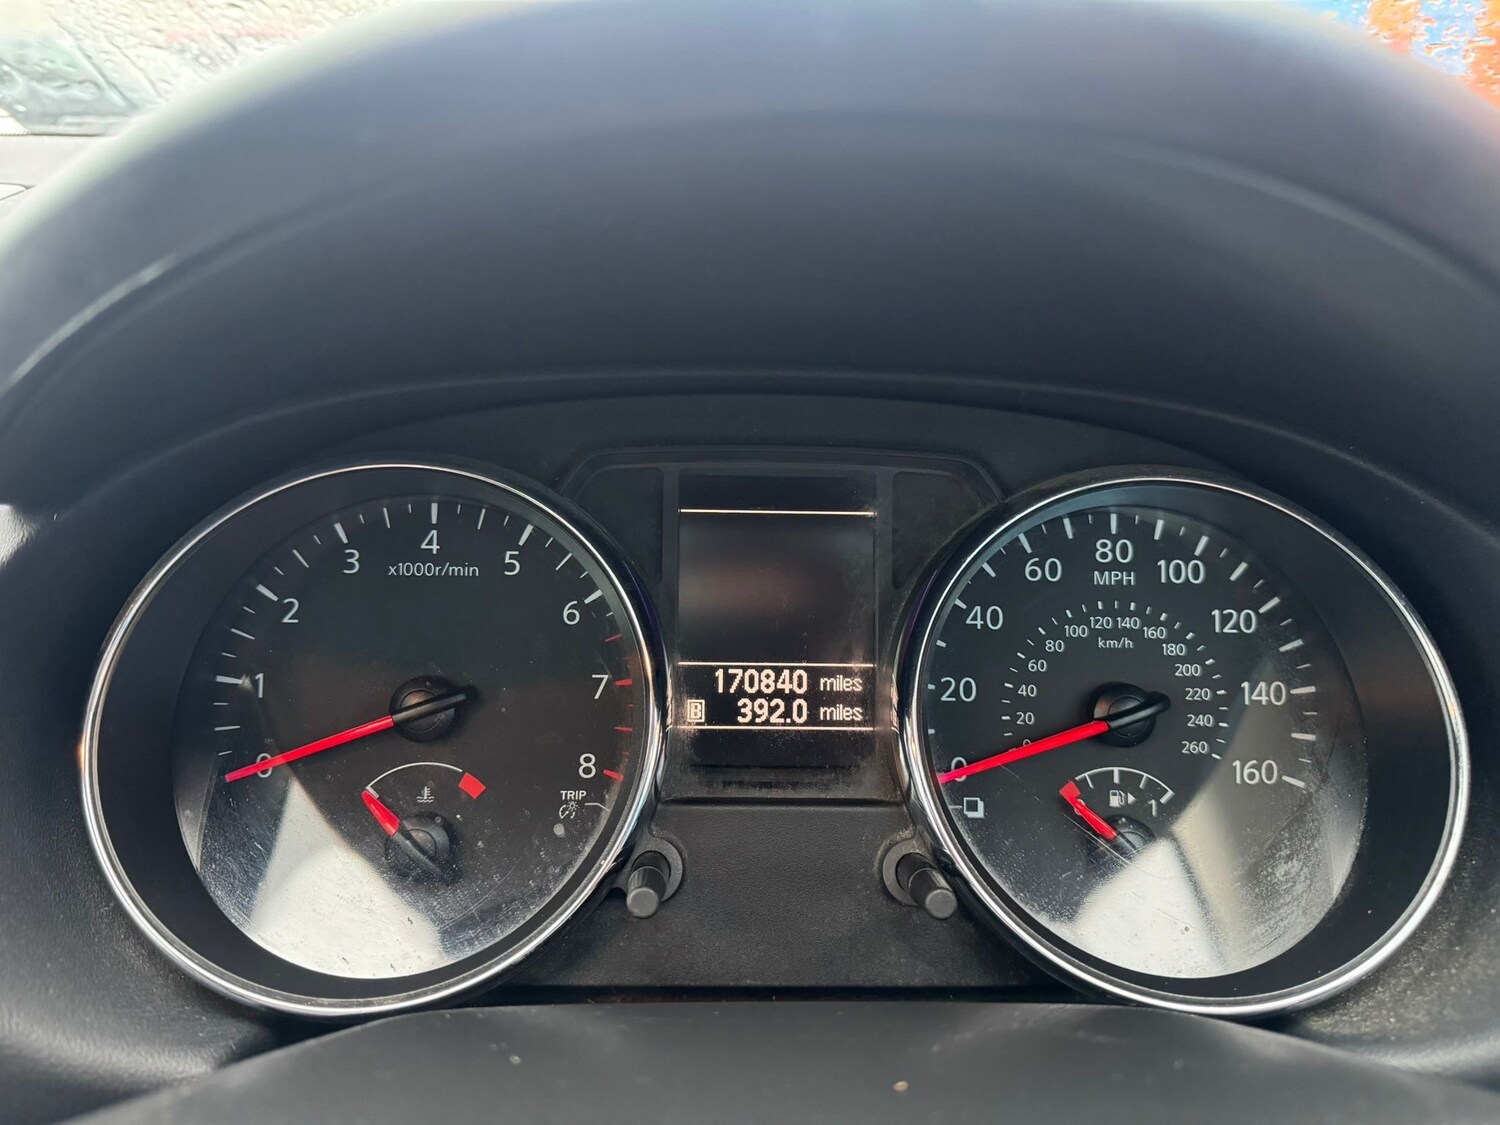 0 1 2 3 4 5 6 7 8
x1000r/min
TRIP
170840 miles
B 392.0 miles
0 20 40 60 80 100 120 140 160
MPH
0 20 40 60 80 100 120 140 160 180 200 220 240 260
km/h
1